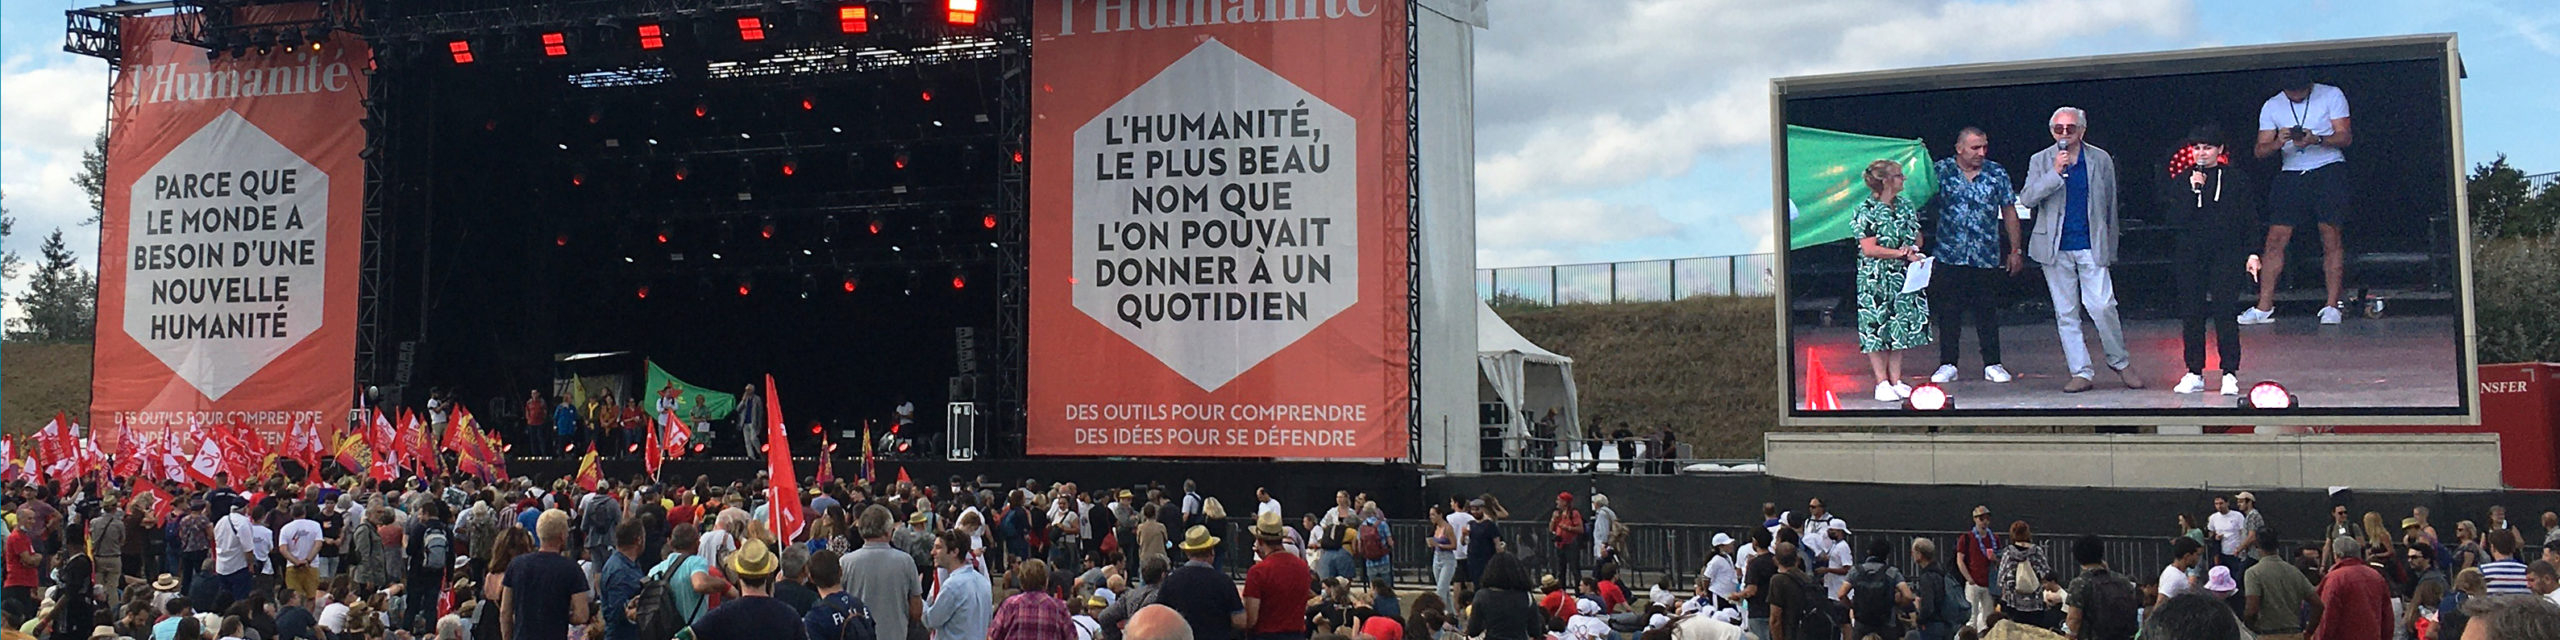 l'Humanité
PARCE QUE
LE MONDE A
BESOIN D'UNE
NOUVELLE
HUMANITÉ
DES OUTILS POUR COMPRENDRE
l'Humanité
L'HUMANITÉ,
LE PLUS BEAU
NOM QUE
L'ON POUVAIT
DONNER À UN
QUOTIDIEN
DES OUTILS POUR COMPRENDRE
DES IDÉES POUR SE DÉFENDRE
NSFER